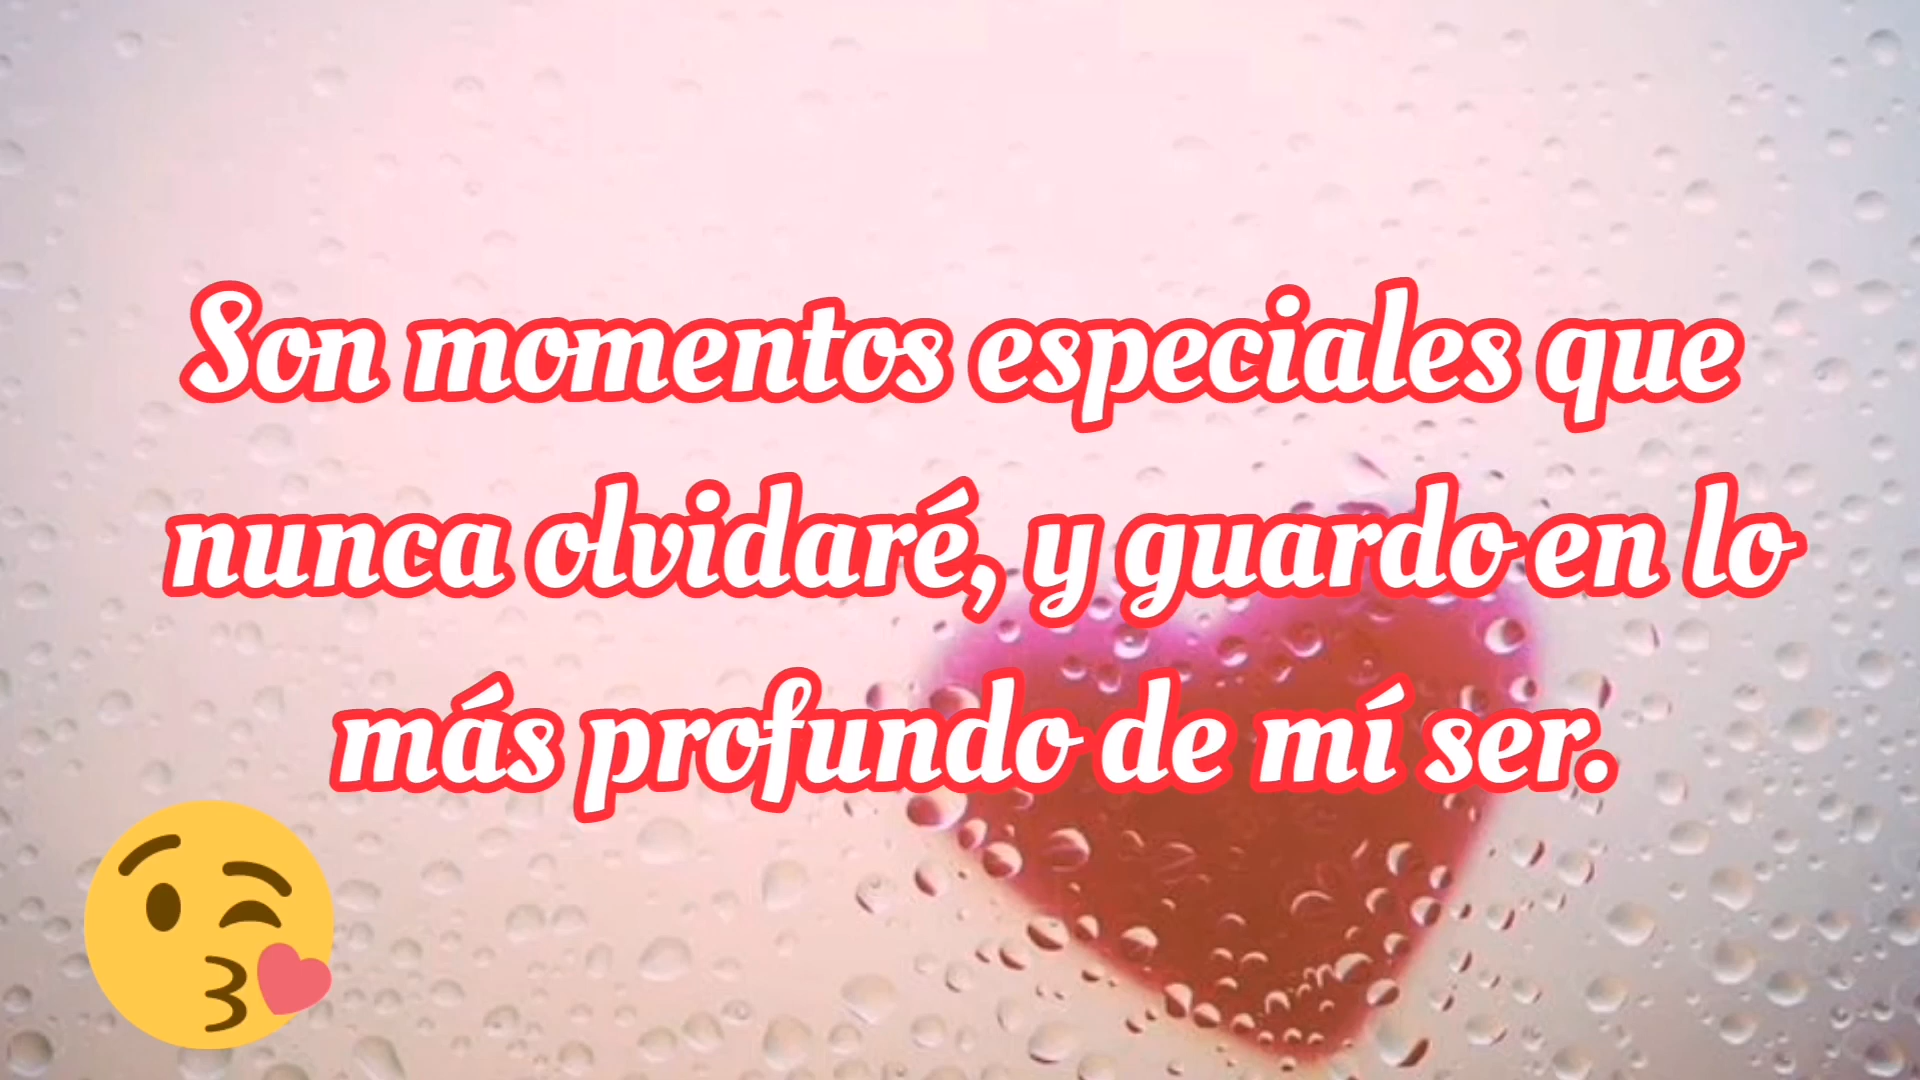 Son momentos especiales que
nunca olvidaré, y guardo en lo
más profundo de mí ser.